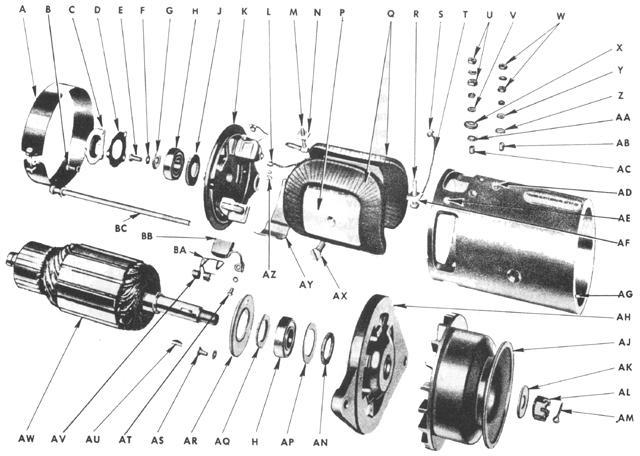 A B C D E F G H J K L M N P Q R S T U V W
X
Y
Z
AA
AB
AC
AD
AE
AF
AG
AH
AJ
AK
AL
AM
BC
BB
BA
AZ
AY
AX
AW AV AU AT AS AR AQ H AP AN